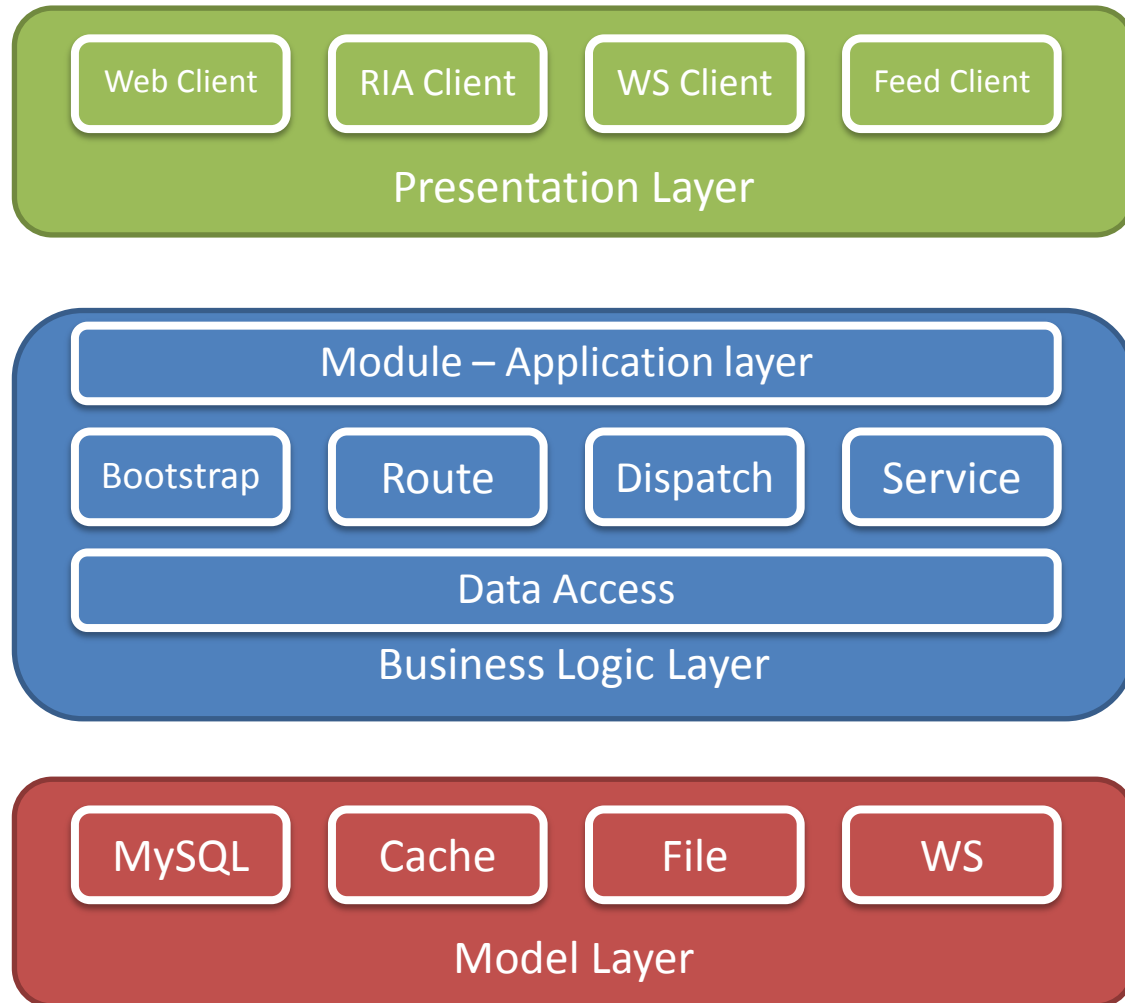 Web Client
RIA Client
WS Client
Feed Client
Presentation Layer
Module – Application layer
Bootstrap
Route
Dispatch
Service
Data Access
Business Logic Layer
MySQL
Cache
File
WS
Model Layer